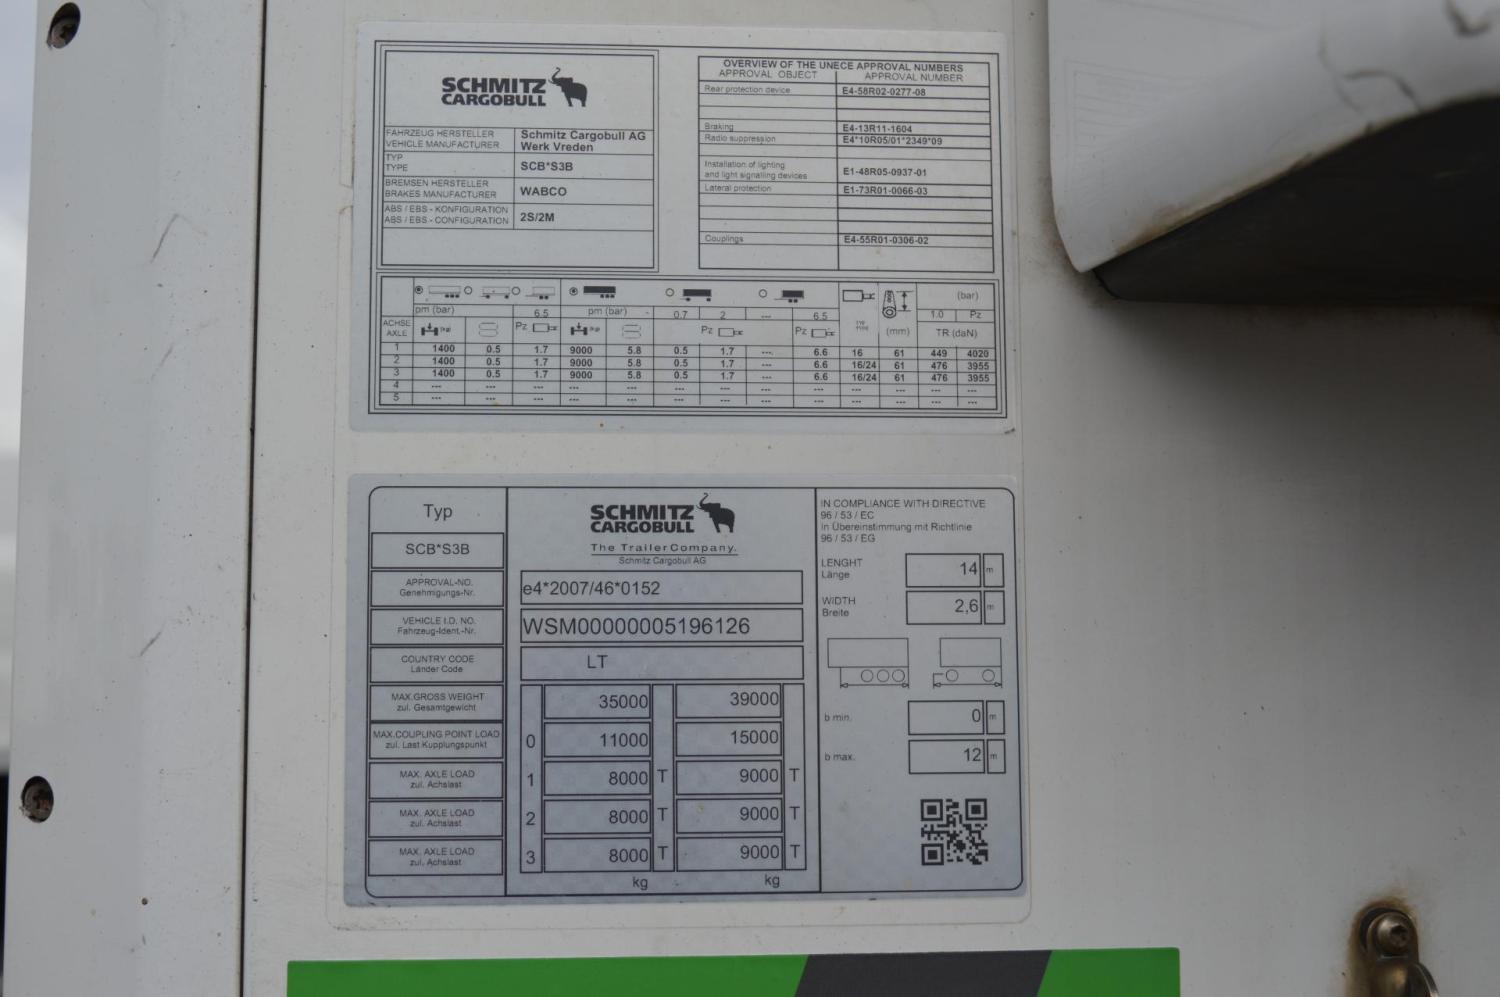 SCHMITZ
CARGOBULL
FAHRZEUG HERSTELLER
VEHICLE MANUFACTURER
Schmitz Cargobull AG
Werk Vreden
TYP
TYPE
SCB*S3B
BREMSEN HERSTELLER
BRAKES MANUFACTURER
WABCO
ABS / EBS - KONFIGURATION
ABS / EBS - CONFIGURATION
2S/2M
OVERVIEW OF THE UNECE APPROVAL NUMBERS
APPROVAL OBJECT APPROVAL NUMBER
Rear protection device E4-58R02-0277-08
Braking E4-13R11-1604
Radio suppression E4*10R05/01*2349*09
Installation of lighting
and light signalling devices E1-48R05-0937-01
Lateral protection E1-73R01-0066-03
Couplings E4-55R01-0306-02
(bar)
pm (bar) 6.5 pm (bar) - 0.7 2 --- 6.5 1.0 Pz
ACHSE
AXLE
(kg) Pz (kg) Pz Pz TYP
TYPE (mm) TR (daN)
1 1400 0.5 1.7 9000 5.8 0.5 1.7 --- 6.6 16 61 449 4020
2 1400 0.5 1.7 9000 5.8 0.5 1.7 --- 6.6 16/24 61 476 3955
3 1400 0.5 1.7 9000 5.8 0.5 1.7 --- 6.6 16/24 61 476 3955
4 --- --- --- --- --- --- --- --- --- --- --- --- ---
5 --- --- --- --- --- --- --- --- --- --- --- --- ---
Typ
SCB*S3B
SCHMITZ
CARGOBULL
The Trailer Company.
Schmitz Cargobull AG
APPROVAL-NO.
Genehmigungs-Nr.
e4*2007/46*0152
VEHICLE I.D. NO.
Fahrzeug-Ident.-Nr.
WSM00000005196126
COUNTRY CODE
Länder Code
LT
MAX.GROSS WEIGHT
zul. Gesamtgewicht
35000 39000
MAX.COUPLING POINT LOAD
zul. Last Kupplungspunkt
0 11000 15000
MAX. AXLE LOAD
zul. Achslast
1 8000 T 9000 T
MAX. AXLE LOAD
zul. Achslast
2 8000 T 9000 T
MAX. AXLE LOAD
zul. Achslast
3 8000 T 9000 T
kg kg
IN COMPLIANCE WITH DIRECTIVE
96 / 53 / EC
In Übereinstimmung mit Richtlinie
96 / 53 / EG
LENGHT
Länge
14 m
WIDTH
Breite
2,6 m
b min. 0 m
b max. 12 m